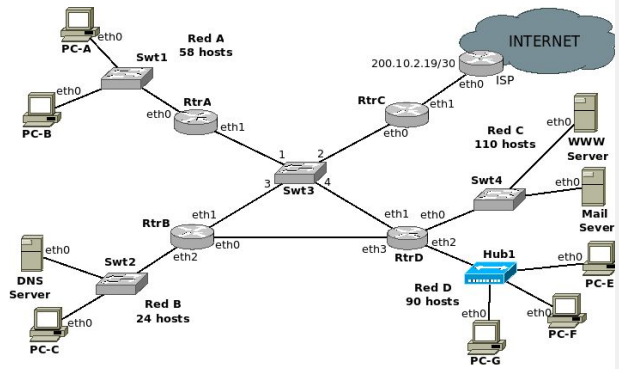 PC-A
eth0
Red A
58 hosts
Swt1
eth0
PC-B
RtrA
eth1
INTERNET
200.10.2.19/30
ISP
eth0
RtrC
eth1
eth0
Red C
110 hosts
eth0
WWW
Server
Swt4
eth0
Mail
Sever
1
2
3
4
Swt3
RtrB
eth1
eth0
eth2
eth1
eth0
eth3
RtrD
eth2
Hub1
eth0
PC-E
Red D
90 hosts
eth0
PC-F
eth0
PC-G
eth0
DNS
Server
Swt2
Red B
24 hosts
eth0
PC-C